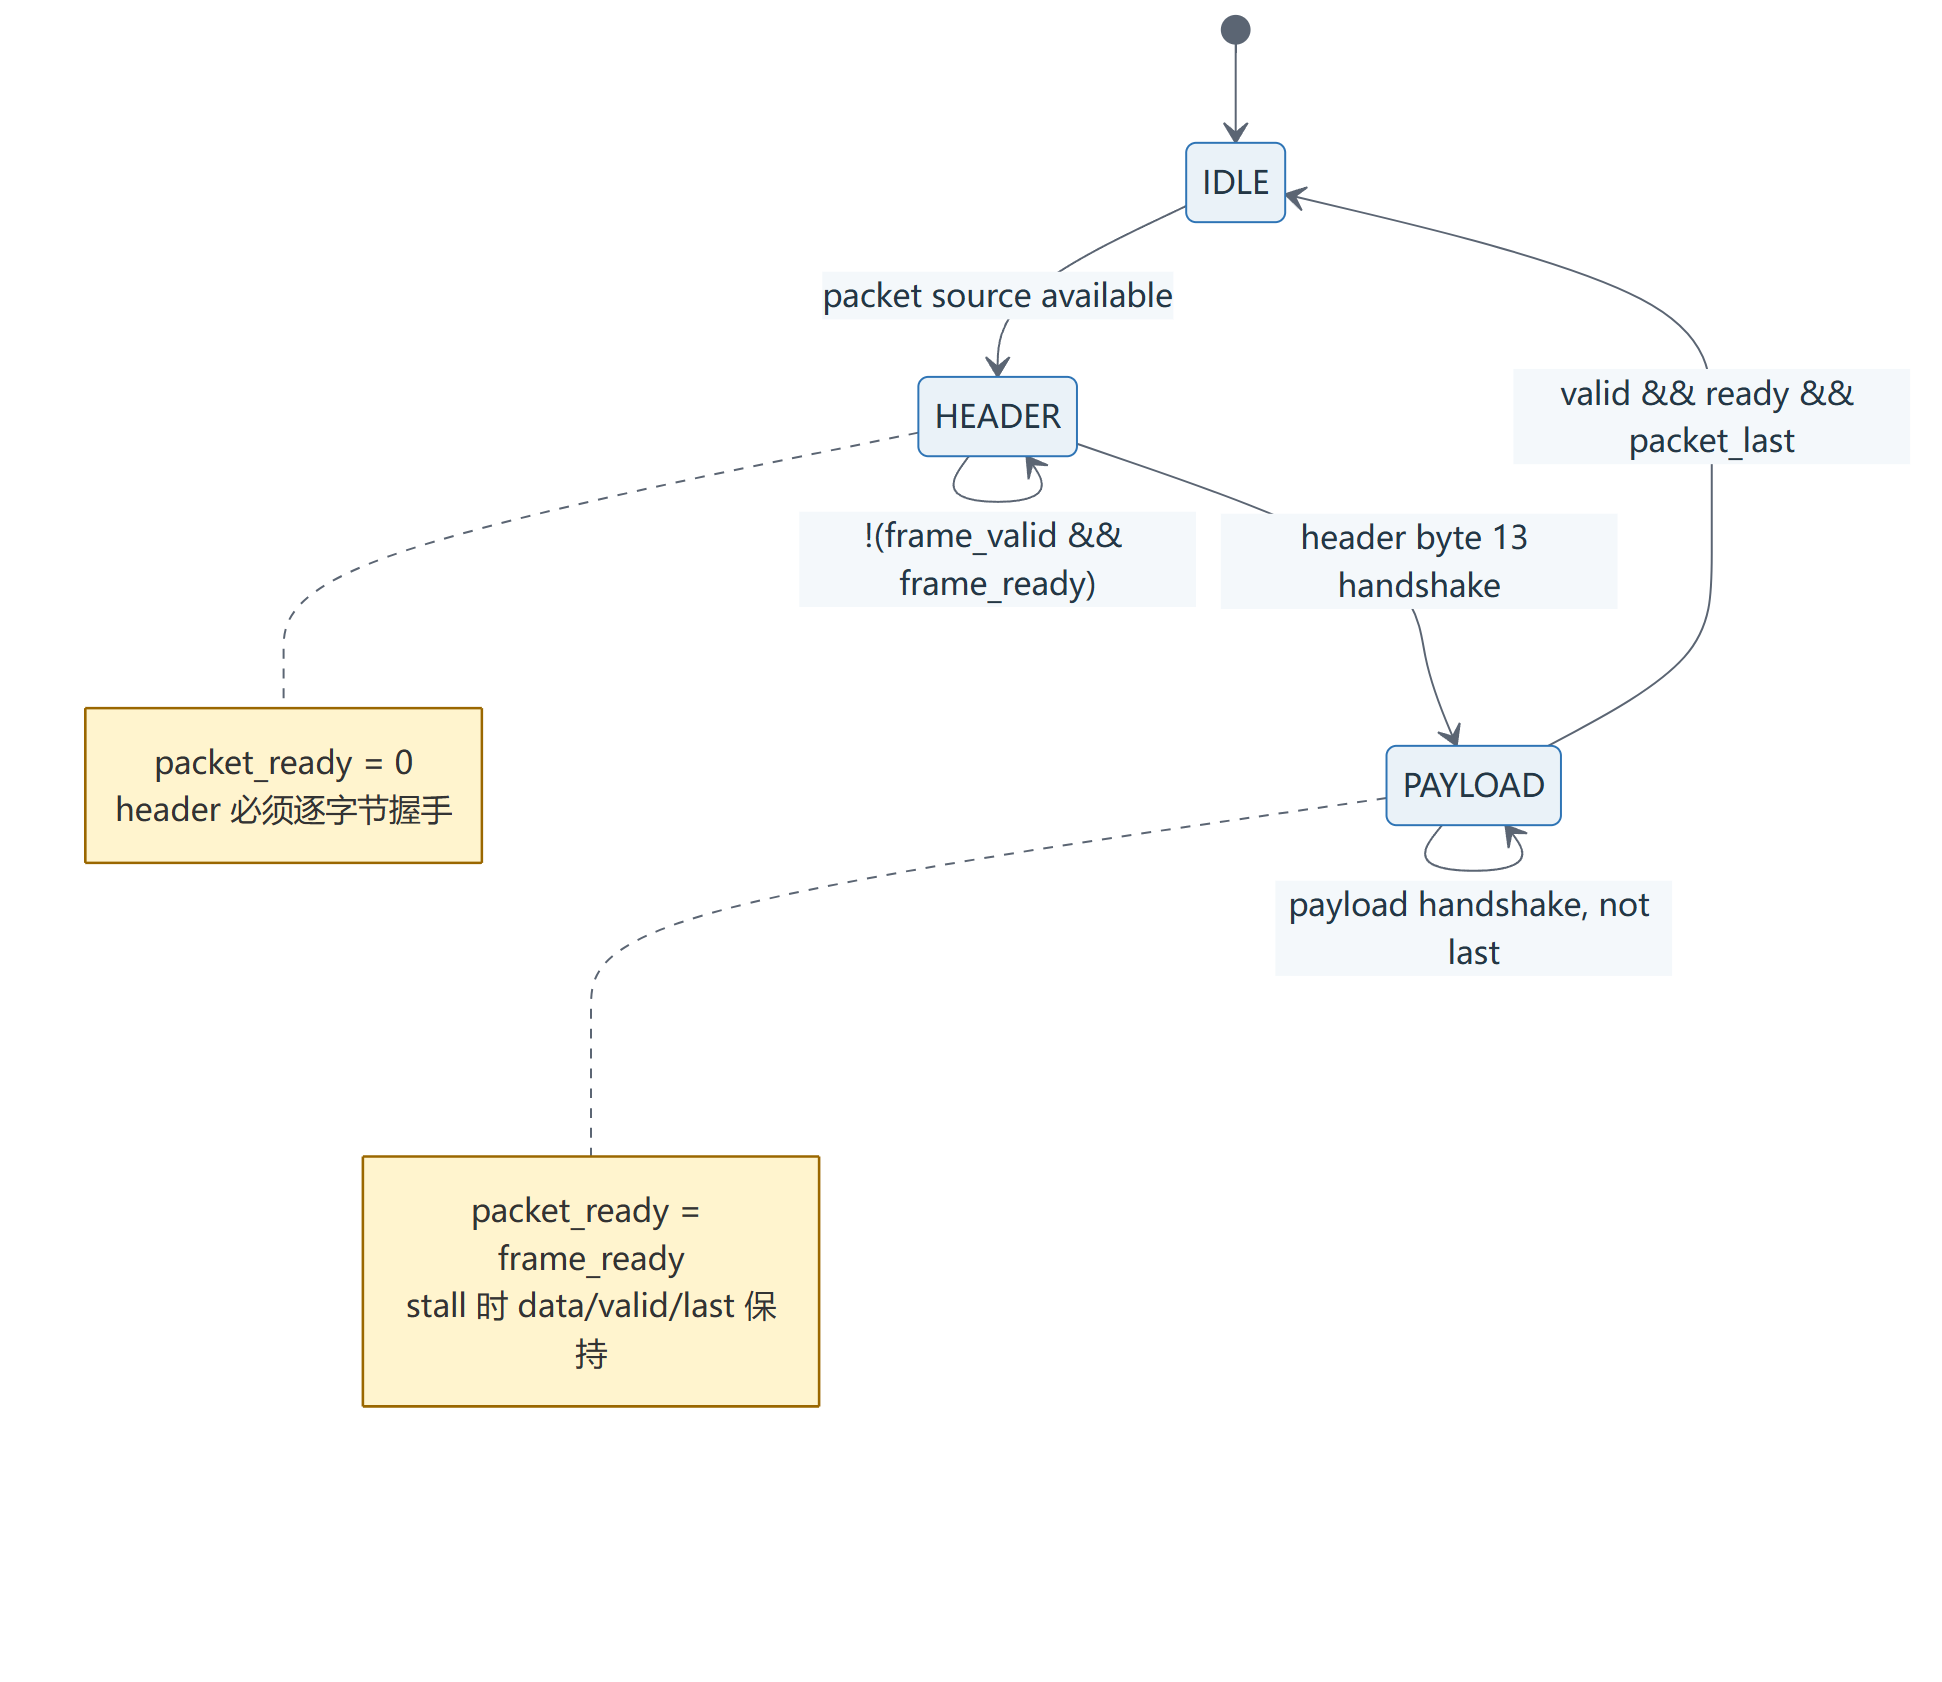 IDLE
packet source available
HEADER
valid && ready &&
packet_last
!(frame_valid &&
frame_ready)
header byte 13
handshake
packet_ready = 0
header 必须逐字节握手
PAYLOAD
payload handshake, not
last
packet_ready =
frame_ready
stall 时 data/valid/last 保
持